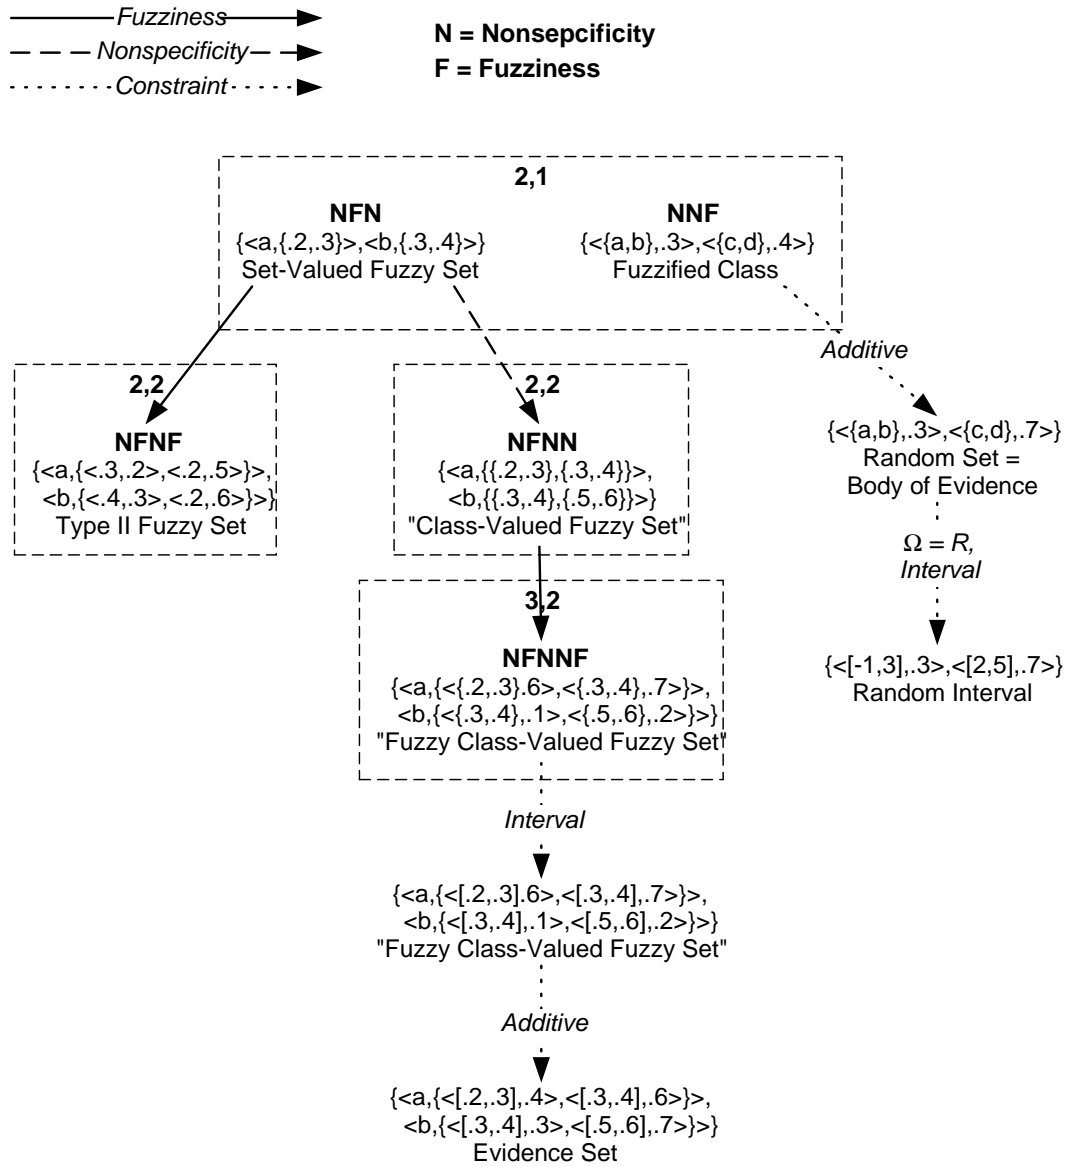 Fuzziness
Nonspecificity
Constraint
N = Nonsepcificity
F = Fuzziness
2,1
NFN
{<a,{.2,.3}>,<b,{.3,.4}>}
Set-Valued Fuzzy Set
NNF
{<{a,b},.3>,<{c,d},.4>}
Fuzzified Class
Additive
2,2
NFNF
{<a,{<.3,.2>,<.2,.5>}>,
<b,{<.4,.3>,<.2,.6>}>}
Type II Fuzzy Set
2,2
NFNN
{<a,{{.2,.3},{.3,.4}}>,
<b,{{.3,.4},{.5,.6}}>}
"Class-Valued Fuzzy Set"
{<{a,b},.3>,<{c,d},.7>}
Random Set =
Body of Evidence
Ω = R,
Interval
{<[-1,3],.3>,<[2,5],.7>}
Random Interval
3,2
NFNNF
{<a,{<{.2,.3}.6>,<{.3,.4},.7>}>,
<b,{<{.3,.4},.1>,<{.5,.6},.2>}>}
"Fuzzy Class-Valued Fuzzy Set"
Interval
{<a,{<[.2,.3].6>,<[.3,.4],.7>}>,
<b,{<[.3,.4],.1>,<[.5,.6],.2>}>}
"Fuzzy Class-Valued Fuzzy Set"
Additive
{<a,{<[.2,.3],.4>,<[.3,.4],.6>}>,
<b,{<[.3,.4],.3>,<[.5,.6],.7>}>}
Evidence Set